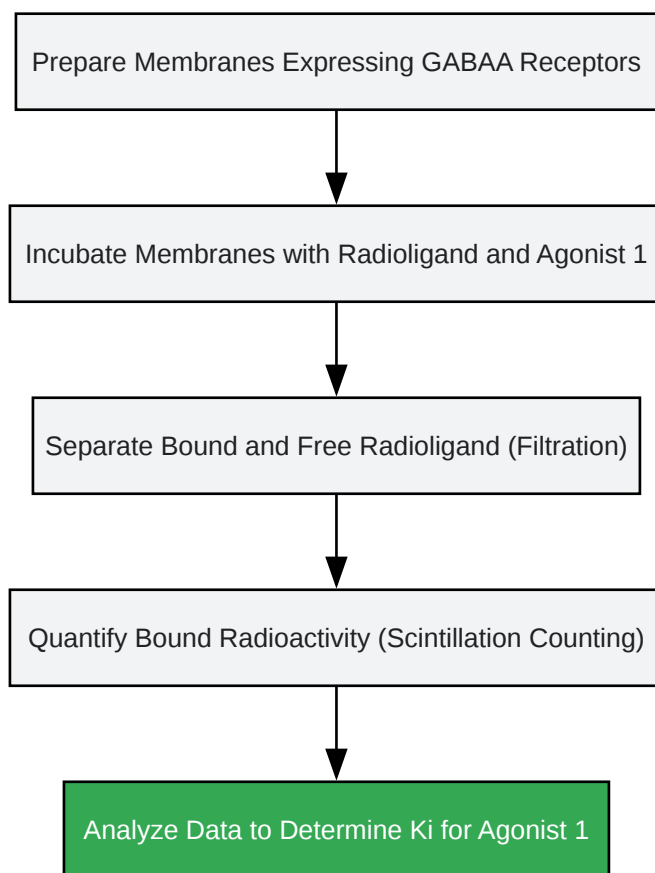 Prepare Membranes Expressing GABAA Receptors
Incubate Membranes with Radioligand and Agonist 1
Separate Bound and Free Radioligand (Filtration)
Quantify Bound Radioactivity (Scintillation Counting)
Analyze Data to Determine Ki for Agonist 1